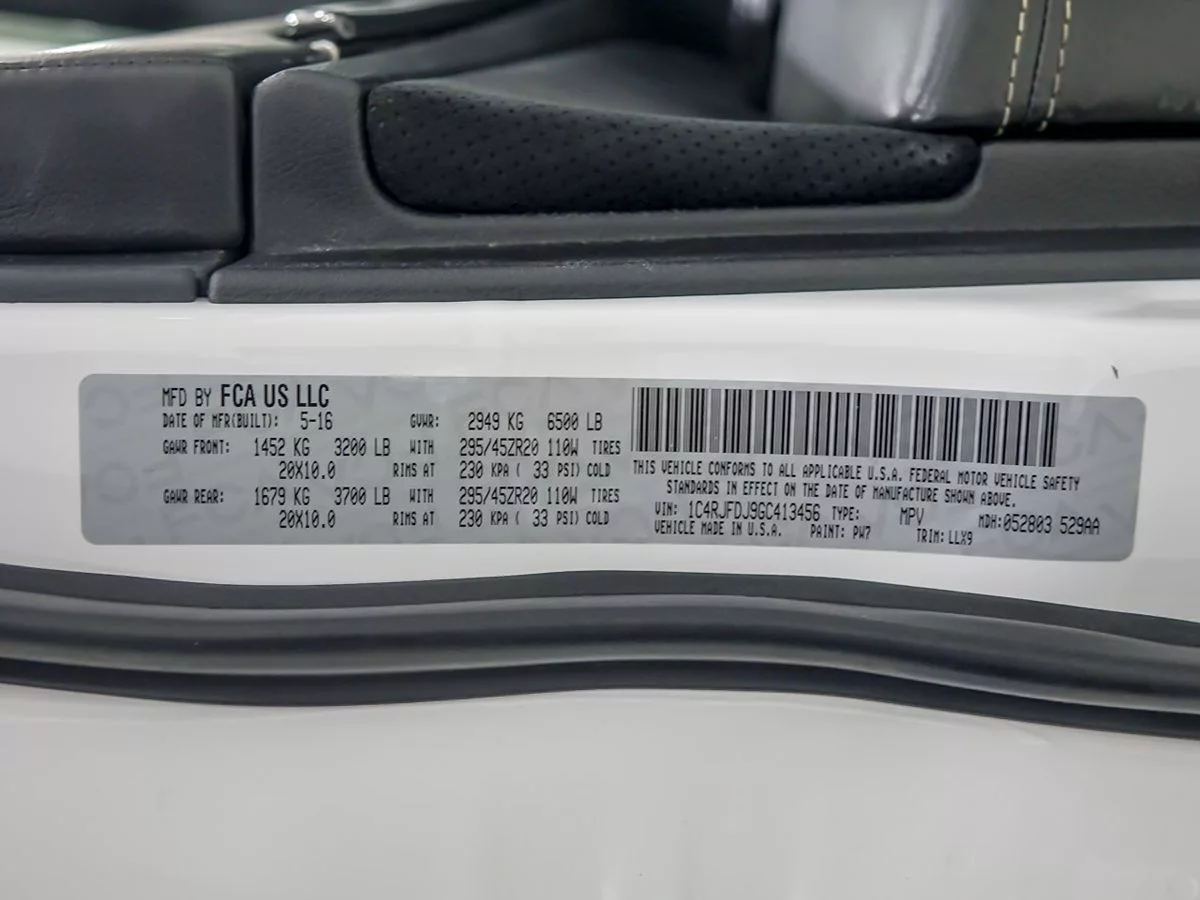 MFD BY FCA US LLC
DATE OF MFR(BUILT): 5-16 GVWR: 2949 KG 6500 LB
GAWR FRONT: 1452 KG 3200 LB WITH 295/45ZR20 110W TIRES
20X10.0 RIMS AT 230 KPA ( 33 PSI) COLD
GAWR REAR: 1679 KG 3700 LB WITH 295/45ZR20 110W TIRES
20X10.0 RIMS AT 230 KPA ( 33 PSI) COLD
THIS VEHICLE CONFORMS TO ALL APPLICABLE U.S.A. FEDERAL MOTOR VEHICLE SAFETY
STANDARDS IN EFFECT ON THE DATE OF MANUFACTURE SHOWN ABOVE.
VIN: 1C4RJFDJ9GC413456 TYPE: MPV MDH:052803 529AA
VEHICLE MADE IN U.S.A. PAINT: PW7 TRIM: LLX9